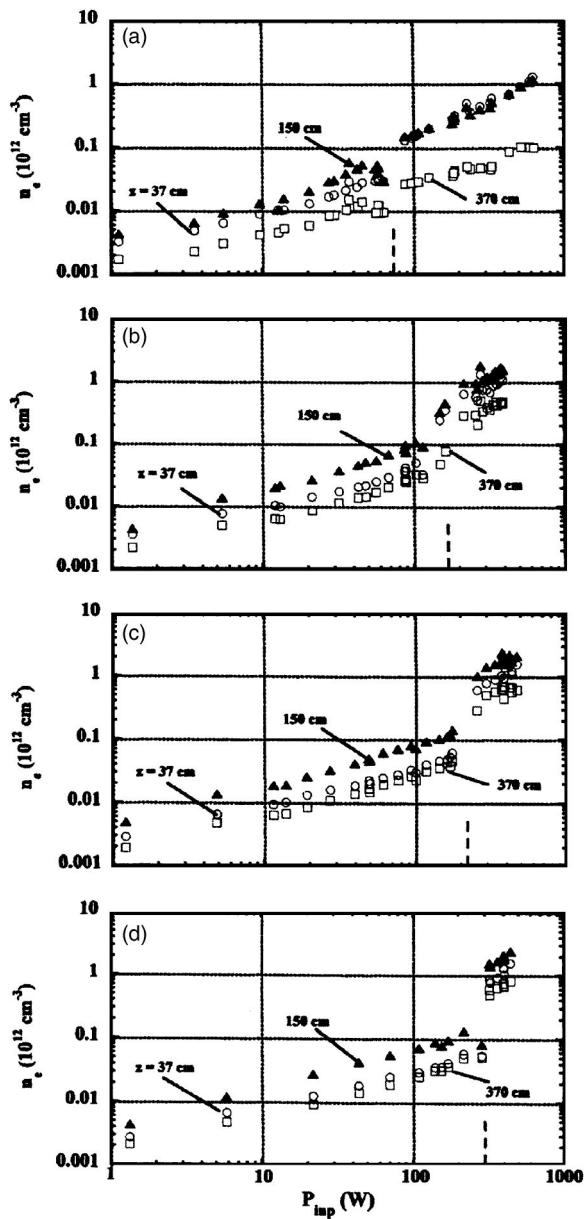 (a)
10
1
0.1
0.01
0.001
n_e (10^12 cm^-3)
150 cm
z = 37 cm
370 cm
(b)
10
1
0.1
0.01
0.001
n_e (10^12 cm^-3)
150 cm
z = 37 cm
370 cm
(c)
10
1
0.1
0.01
0.001
n_e (10^12 cm^-3)
150 cm
z = 37 cm
370 cm
(d)
10
1
0.1
0.01
0.001
n_e (10^12 cm^-3)
150 cm
z = 37 cm
370 cm
1 10 100 1000
P_inp (W)